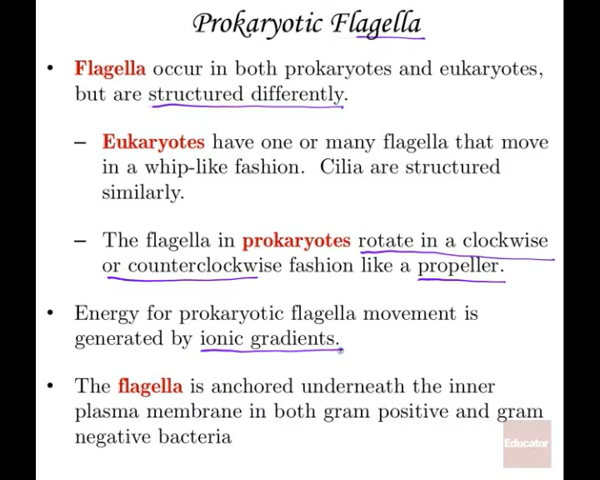 Prokaryotic Flagella
• Flagella occur in both prokaryotes and eukaryotes,
but are structured differently.
– Eukaryotes have one or many flagella that move
in a whip-like fashion. Cilia are structured
similarly.
– The flagella in prokaryotes rotate in a clockwise
or counterclockwise fashion like a propeller.
• Energy for prokaryotic flagella movement is
generated by ionic gradients.
• The flagella is anchored underneath the inner
plasma membrane in both gram positive and gram
negative bacteria
Educator